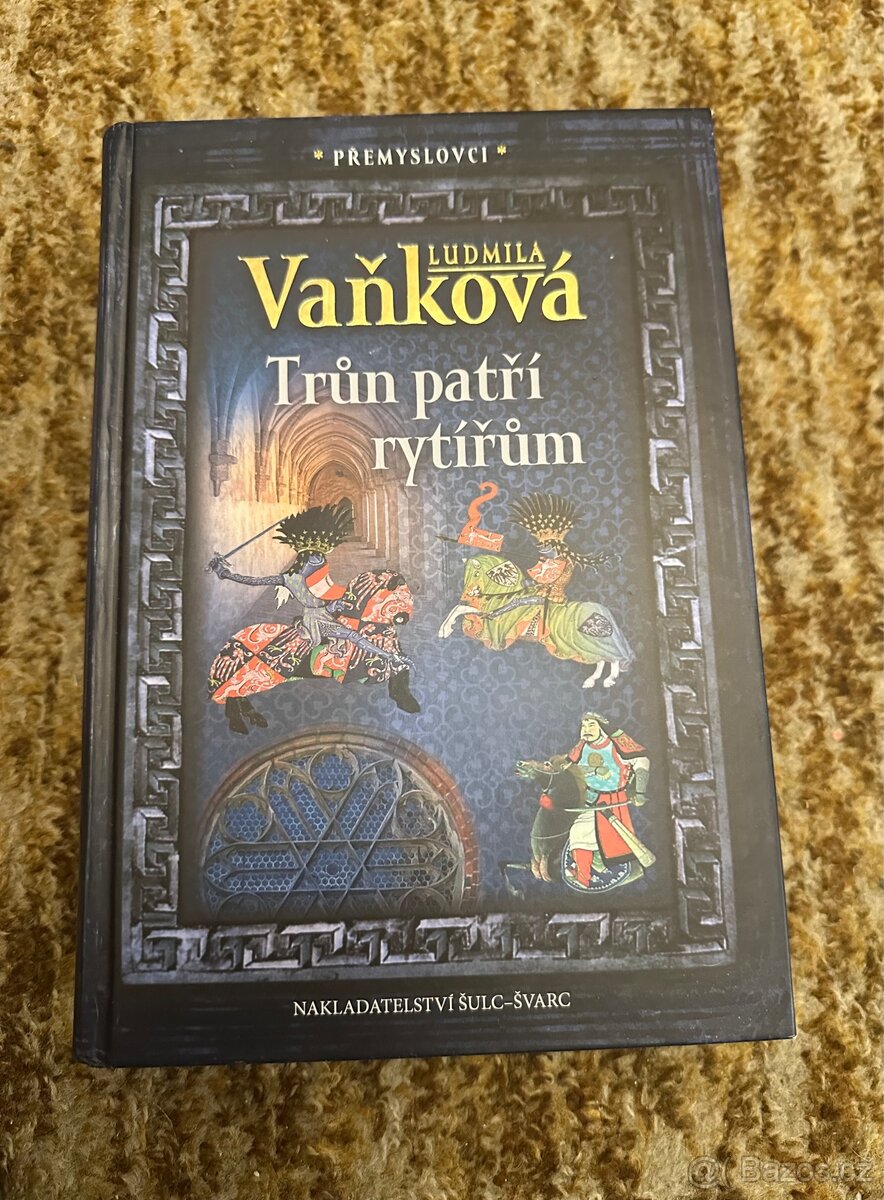 * PŘEMYSLOVCI *
LUDMILA
Vaňková
Trůn patří
rytířům
NAKLADATELSTVÍ ŠULC–ŠVARC
@ Bazos.cz